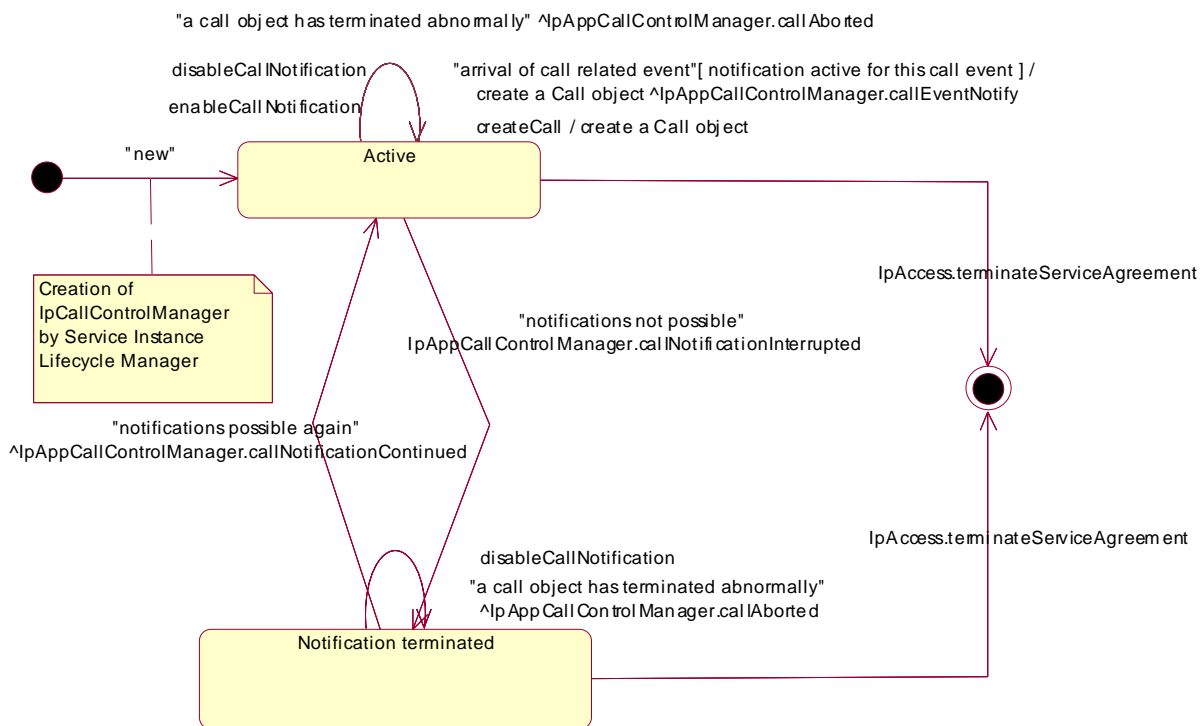 "a call object has terminated abnormally" ^IpAppCallControlManager.callAborted
disableCallNotification
enableCallNotification
"arrival of call related event"[ notification active for this call event ] /
create a Call object ^IpAppCallControlManager.callEventNotify
createCall / create a Call object
"new"
Active
IpAccess.terminateServiceAgreement
Creation of
IpCallControlManager
by Service Instance
Lifecycle Manager
"notifications not possible"
IpAppCallControlManager.callNotificationInterrupted
"notifications possible again"
^IpAppCallControlManager.callNotificationContinued
IpAccess.terminateServiceAgreement
disableCallNotification
"a call object has terminated abnormally"
^IpAppCallControlManager.callAborted
Notification terminated